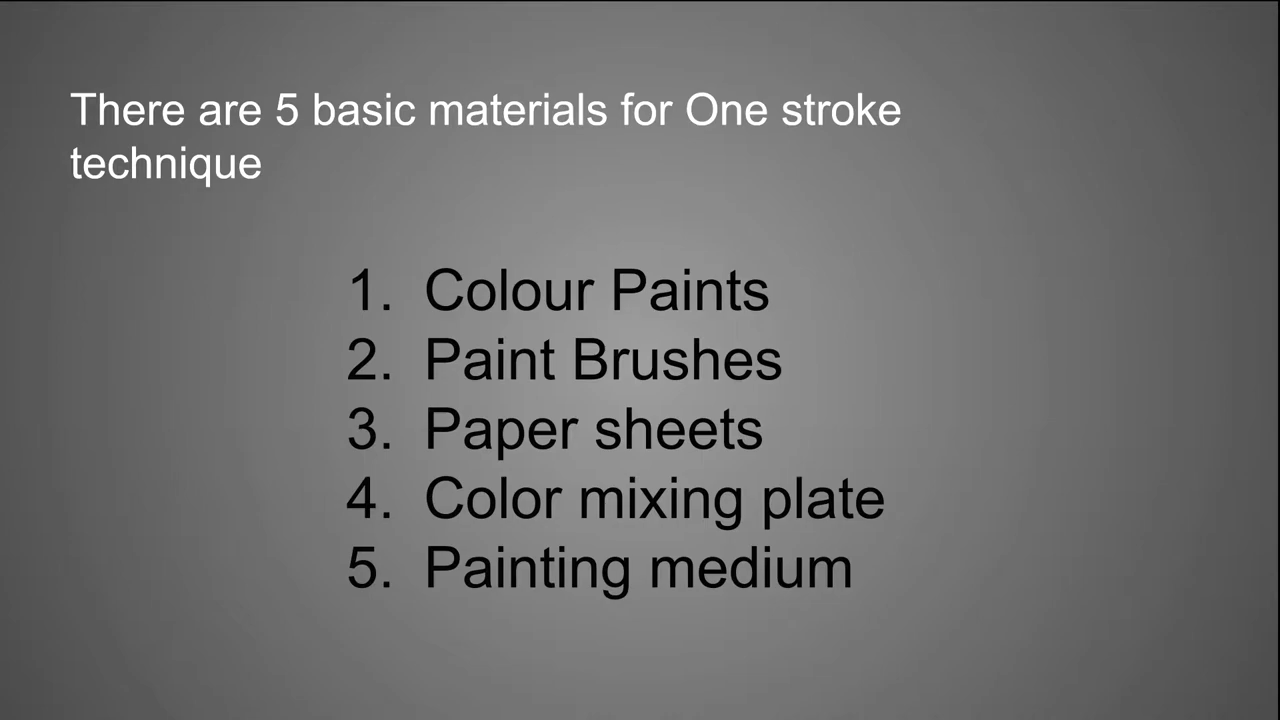 There are 5 basic materials for One stroke
technique
1. Colour Paints
2. Paint Brushes
3. Paper sheets
4. Color mixing plate
5. Painting medium